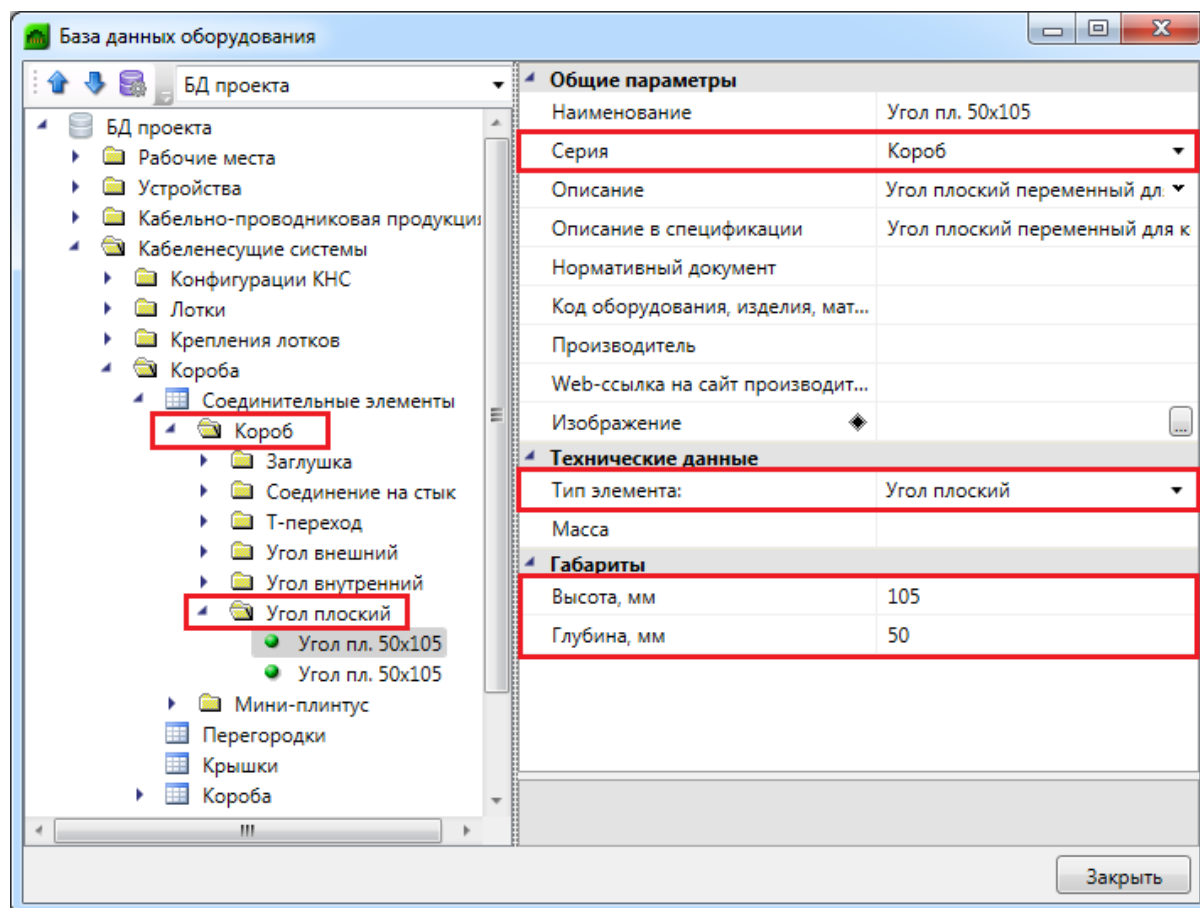 База данных оборудования
БД проекта
БД проекта
Рабочие места
Устройства
Кабельно-проводниковая продукция
Кабеленесущие системы
Конфигурации КНС
Лотки
Крепления лотков
Короба
Соединительные элементы
Короб
Заглушка
Соединение на стык
Т-переход
Угол внешний
Угол внутренний
Угол плоский
Угол пл. 50x105
Угол пл. 50x105
Мини-плинтус
Перегородки
Крышки
Короба
Общие параметры
Наименование Угол пл. 50x105
Серия Короб
Описание Угол плоский переменный дл
Описание в спецификации Угол плоский переменный для к
Нормативный документ
Код оборудования, изделия, мат...
Производитель
Web-ссылка на сайт производит...
Изображение ...
Технические данные
Тип элемента: Угол плоский
Масса
Габариты
Высота, мм 105
Глубина, мм 50
Закрыть